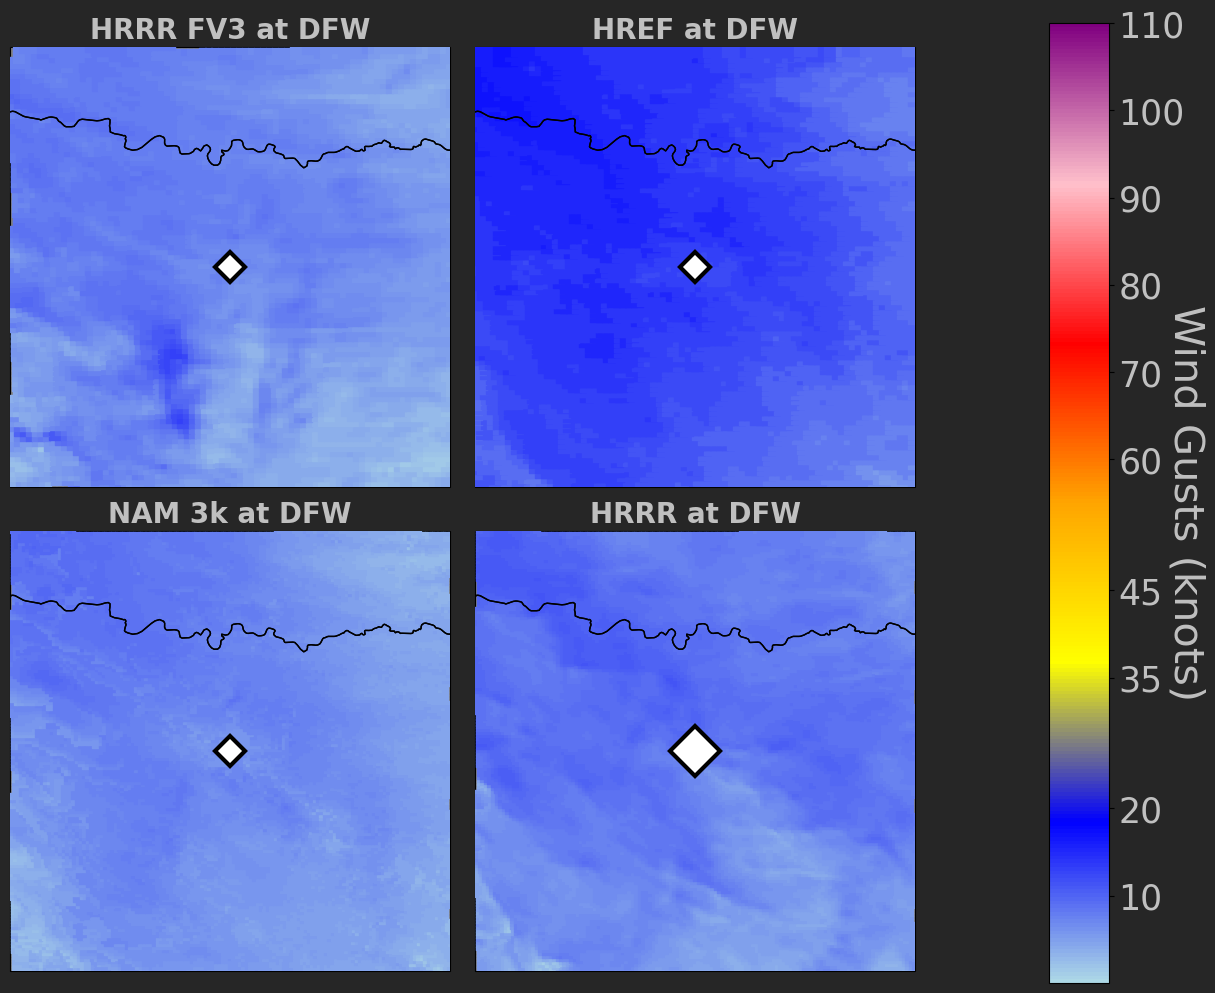 HRRR FV3 at DFW
HREF at DFW
NAM 3k at DFW
HRRR at DFW
110
100
90
80
70
60
45
35
20
10
Wind Gusts (knots)